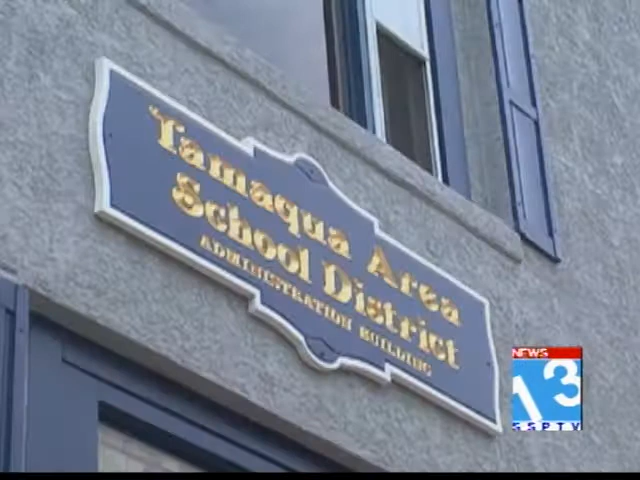 Tamaqua Area
School District
ADMINISTRATION BUILDING
NEWS
13
SSPTV